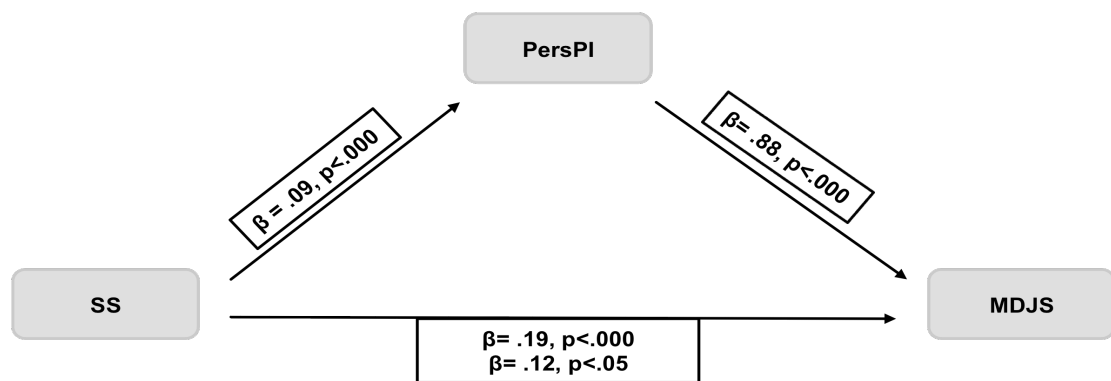 PersPI
β = .09, p<.000
β= .88, p<.000
SS
MDJS
β= .19, p<.000
β= .12, p<.05